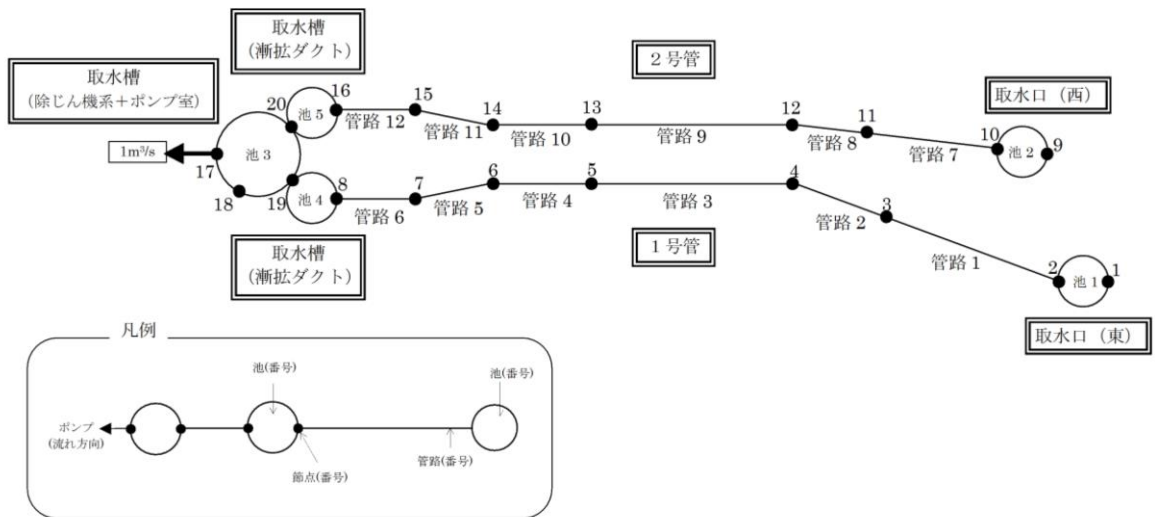 取水槽
(漸拡ダクト)
2号管
取水槽
(除じん機系＋ポンプ室)
取水口（西）
16
15
14
13
12
11
10
9
20
池5
管路 12
管路 11
管路 10
管路 9
管路 8
管路 7
池2
1m³/s
17
池3
18
19
池4
8
7
6
5
4
3
2
1
管路 6
管路 5
管路 4
管路 3
管路 2
管路 1
池1
取水槽
(漸拡ダクト)
1号管
取水口（東）
凡例
池(番号)
池(番号)
ポンプ
(流れ方向)
節点(番号)
管路(番号)